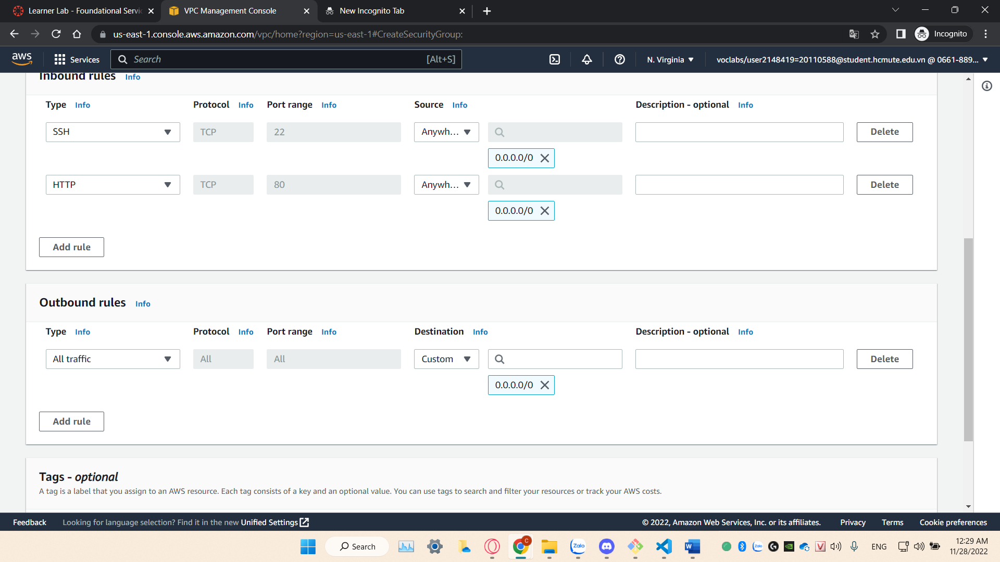 Learner Lab - Foundational Servic
VPC Management Console
New Incognito Tab
us-east-1.console.aws.amazon.com/vpc/home?region=us-east-1#CreateSecurityGroup:
Incognito
aws
Services
Search
[Alt+S]
N. Virginia
voclabs/user2148419=20110588@student.hcmute.edu.vn @ 0661-889...
Inbound rules Info
Type Info Protocol Info Port range Info Source Info Description - optional Info
SSH TCP 22 Anywh... Delete
0.0.0.0/0
HTTP TCP 80 Anywh... Delete
0.0.0.0/0
Add rule
Outbound rules Info
Type Info Protocol Info Port range Info Destination Info Description - optional Info
All traffic All All Custom Delete
0.0.0.0/0
Add rule
Tags - optional
A tag is a label that you assign to an AWS resource. Each tag consists of a key and an optional value. You can use tags to search and filter your resources or track your AWS costs.
Feedback Looking for language selection? Find it in the new Unified Settings © 2022, Amazon Web Services, Inc. or its affiliates. Privacy Terms Cookie preferences
Search
C
Zalo
W
Zalo
V
ENG
12:29 AM
11/28/2022